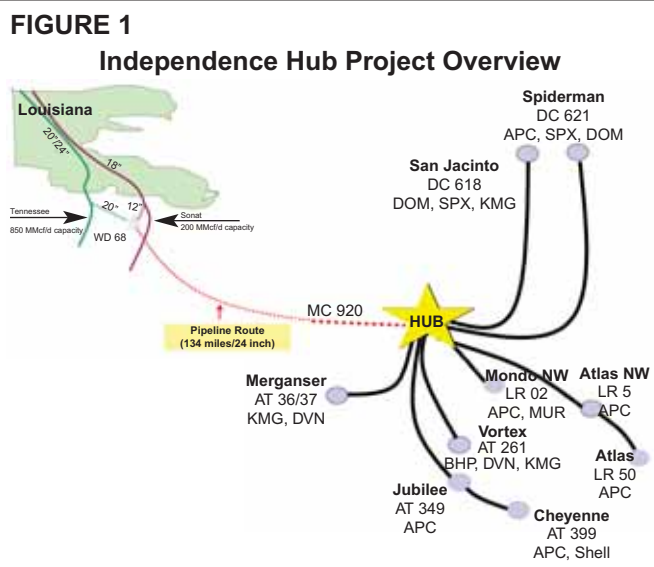 FIGURE 1
Independence Hub Project Overview
Louisiana
20"/24"
18"
20"
12"
Tennessee
850 MMcf/d capacity
WD 68
Sonat
200 MMcf/d capacity
Pipeline Route
(134 miles/24 inch)
MC 920
HUB
Spiderman
DC 621
APC, SPX, DOM
San Jacinto
DC 618
DOM, SPX, KMG
Merganser
AT 36/37
KMG, DVN
Mondo NW
LR 02
APC, MUR
Atlas NW
LR 5
APC
Vortex
AT 261
BHP, DVN, KMG
Atlas
LR 50
APC
Jubilee
AT 349
APC
Cheyenne
AT 399
APC, Shell